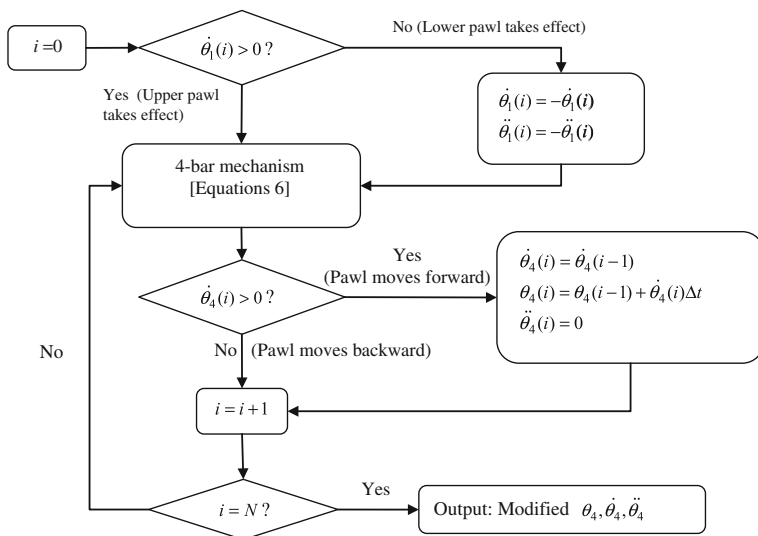 i=0
θ̇₁(i) > 0 ?
No (Lower pawl takes effect)
Yes (Upper pawl
takes effect)
θ̇₁(i) = −θ̇₁(i)
θ̈₁(i) = −θ̈₁(i)
4-bar mechanism
[Equations 6]
Yes
(Pawl moves forward)
θ̇₄(i) > 0 ?
θ̇₄(i) = θ̇₄(i−1)
θ₄(i) = θ₄(i−1) + θ̇₄(i)Δt
θ̈₄(i) = 0
No
No (Pawl moves backward)
i = i+1
i = N ?
Yes
Output: Modified θ₄, θ̇₄, θ̈₄